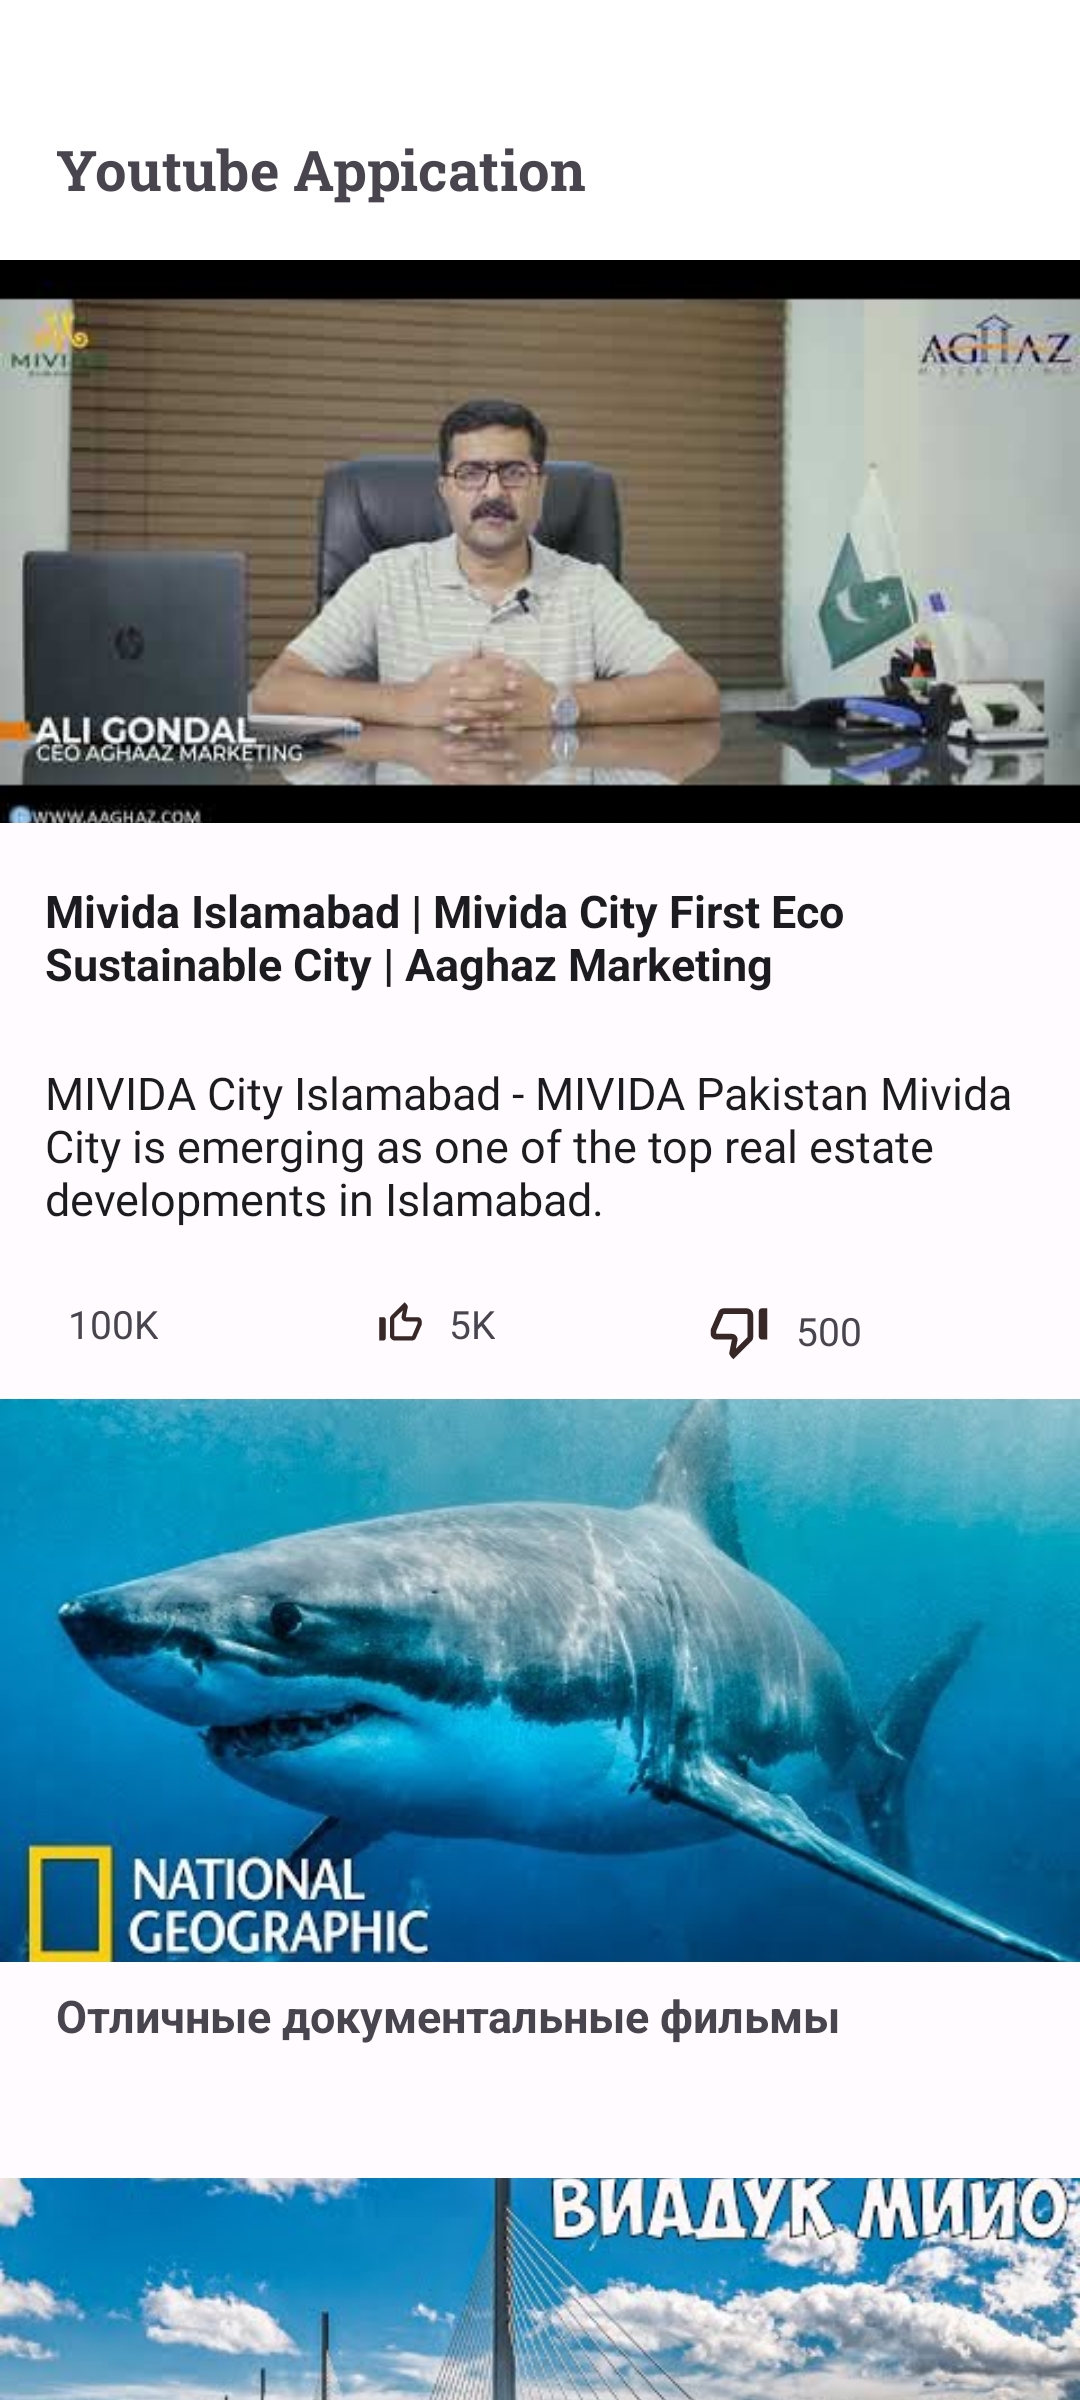 Youtube Appication
MIVIDA
AGHAZ
MARKETING
ALI GONDAL
CEO AGHAAZ MARKETING
WWW.AAGHAZ.COM
Mivida Islamabad | Mivida City First Eco
Sustainable City | Aaghaz Marketing
MIVIDA City Islamabad - MIVIDA Pakistan Mivida
City is emerging as one of the top real estate
developments in Islamabad.
100K
5K
500
NATIONAL
GEOGRAPHIC
Отличные документальные фильмы
ВИАДУК МИЙО